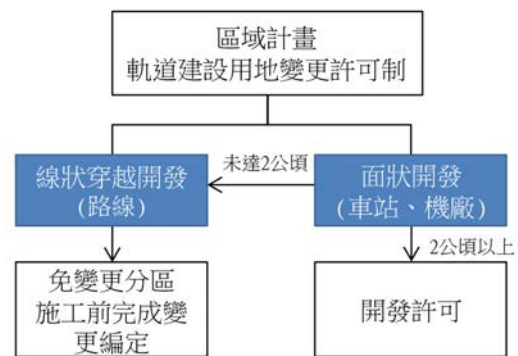 區域計畫
軌道建設用地變更許可制
未達2公頃
線狀穿越開發
(路線)
面狀開發
(車站、機廠)
2公頃以上
免變更分區
施工前完成變
更編定
開發許可